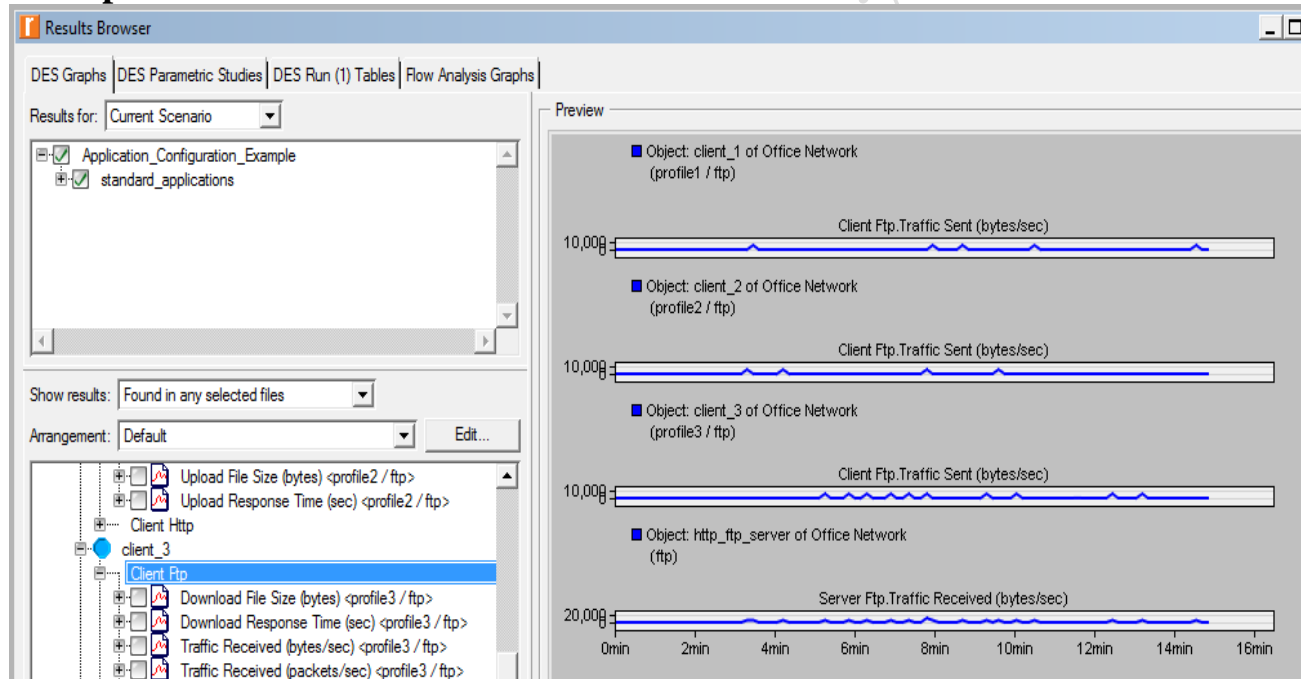 Results Browser
DES Graphs DES Parametric Studies DES Run (1) Tables Flow Analysis Graphs
Results for: Current Scenario
Application_Configuration_Example
standard_applications
Show results: Found in any selected files
Arrangement: Default Edit...
Upload File Size (bytes) <profile2 / ftp>
Upload Response Time (sec) <profile2 / ftp>
Client Http
client_3
Client Ftp
Download File Size (bytes) <profile3 / ftp>
Download Response Time (sec) <profile3 / ftp>
Traffic Received (bytes/sec) <profile3 / ftp>
Traffic Received (packets/sec) <profile3 / ftp>
Preview
Object: client_1 of Office Network
(profile1 / ftp)
Client Ftp.Traffic Sent (bytes/sec)
10,000
0
Object: client_2 of Office Network
(profile2 / ftp)
Client Ftp.Traffic Sent (bytes/sec)
10,000
0
Object: client_3 of Office Network
(profile3 / ftp)
Client Ftp.Traffic Sent (bytes/sec)
10,000
0
Object: http_ftp_server of Office Network
(ftp)
Server Ftp.Traffic Received (bytes/sec)
20,000
0
0min 2min 4min 6min 8min 10min 12min 14min 16min